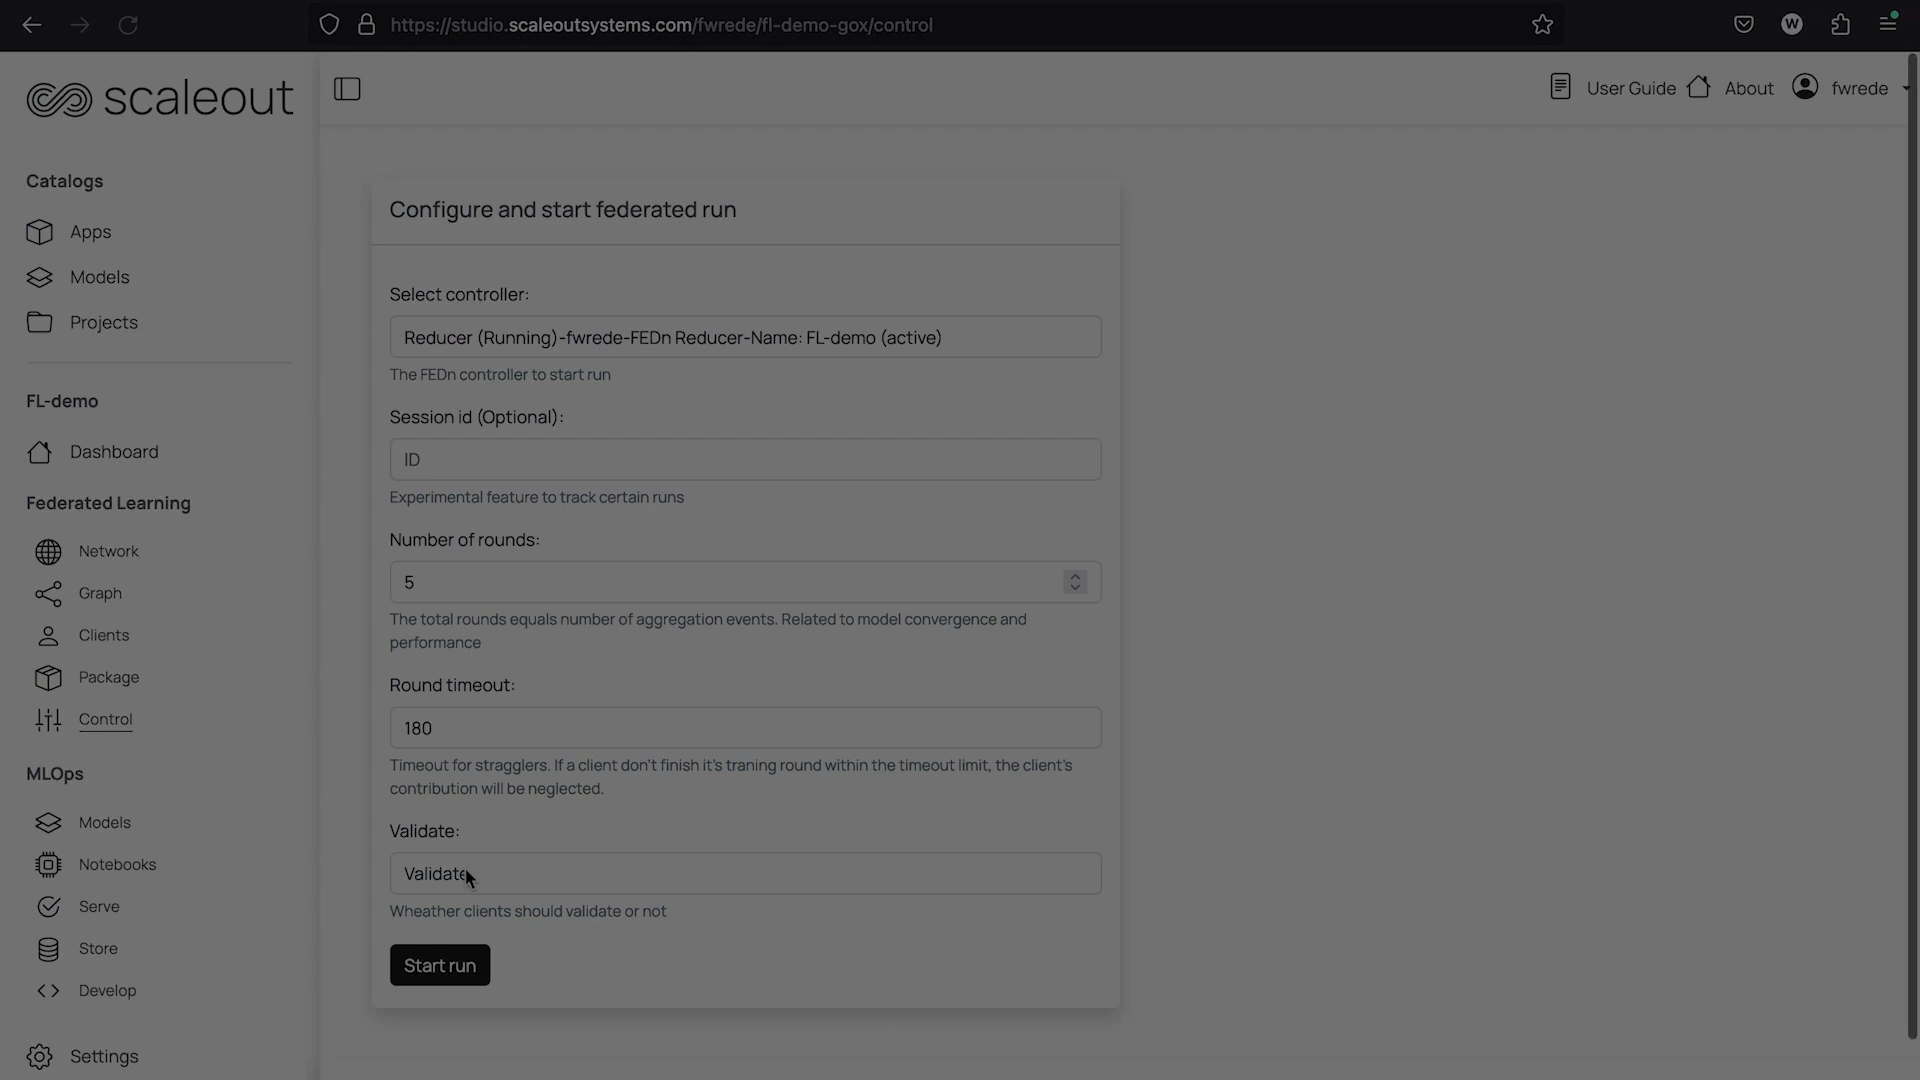 https://studio.scaleoutsystems.com/fwrede/fl-demo-gox/control
W
scaleout
User Guide
About
fwrede
Catalogs
Apps
Models
Projects
FL-demo
Dashboard
Federated Learning
Network
Graph
Clients
Package
Control
MLOps
Models
Notebooks
Serve
Store
Develop
Settings
Configure and start federated run
Select controller:
Reducer (Running)-fwrede-FEDn Reducer-Name: FL-demo (active)
The FEDn controller to start run
Session id (Optional):
ID
Experimental feature to track certain runs
Number of rounds:
5
The total rounds equals number of aggregation events. Related to model convergence and
performance
Round timeout:
180
Timeout for stragglers. If a client don't finish it's traning round within the timeout limit, the client's
contribution will be neglected.
Validate:
Validate
Wheather clients should validate or not
Start run